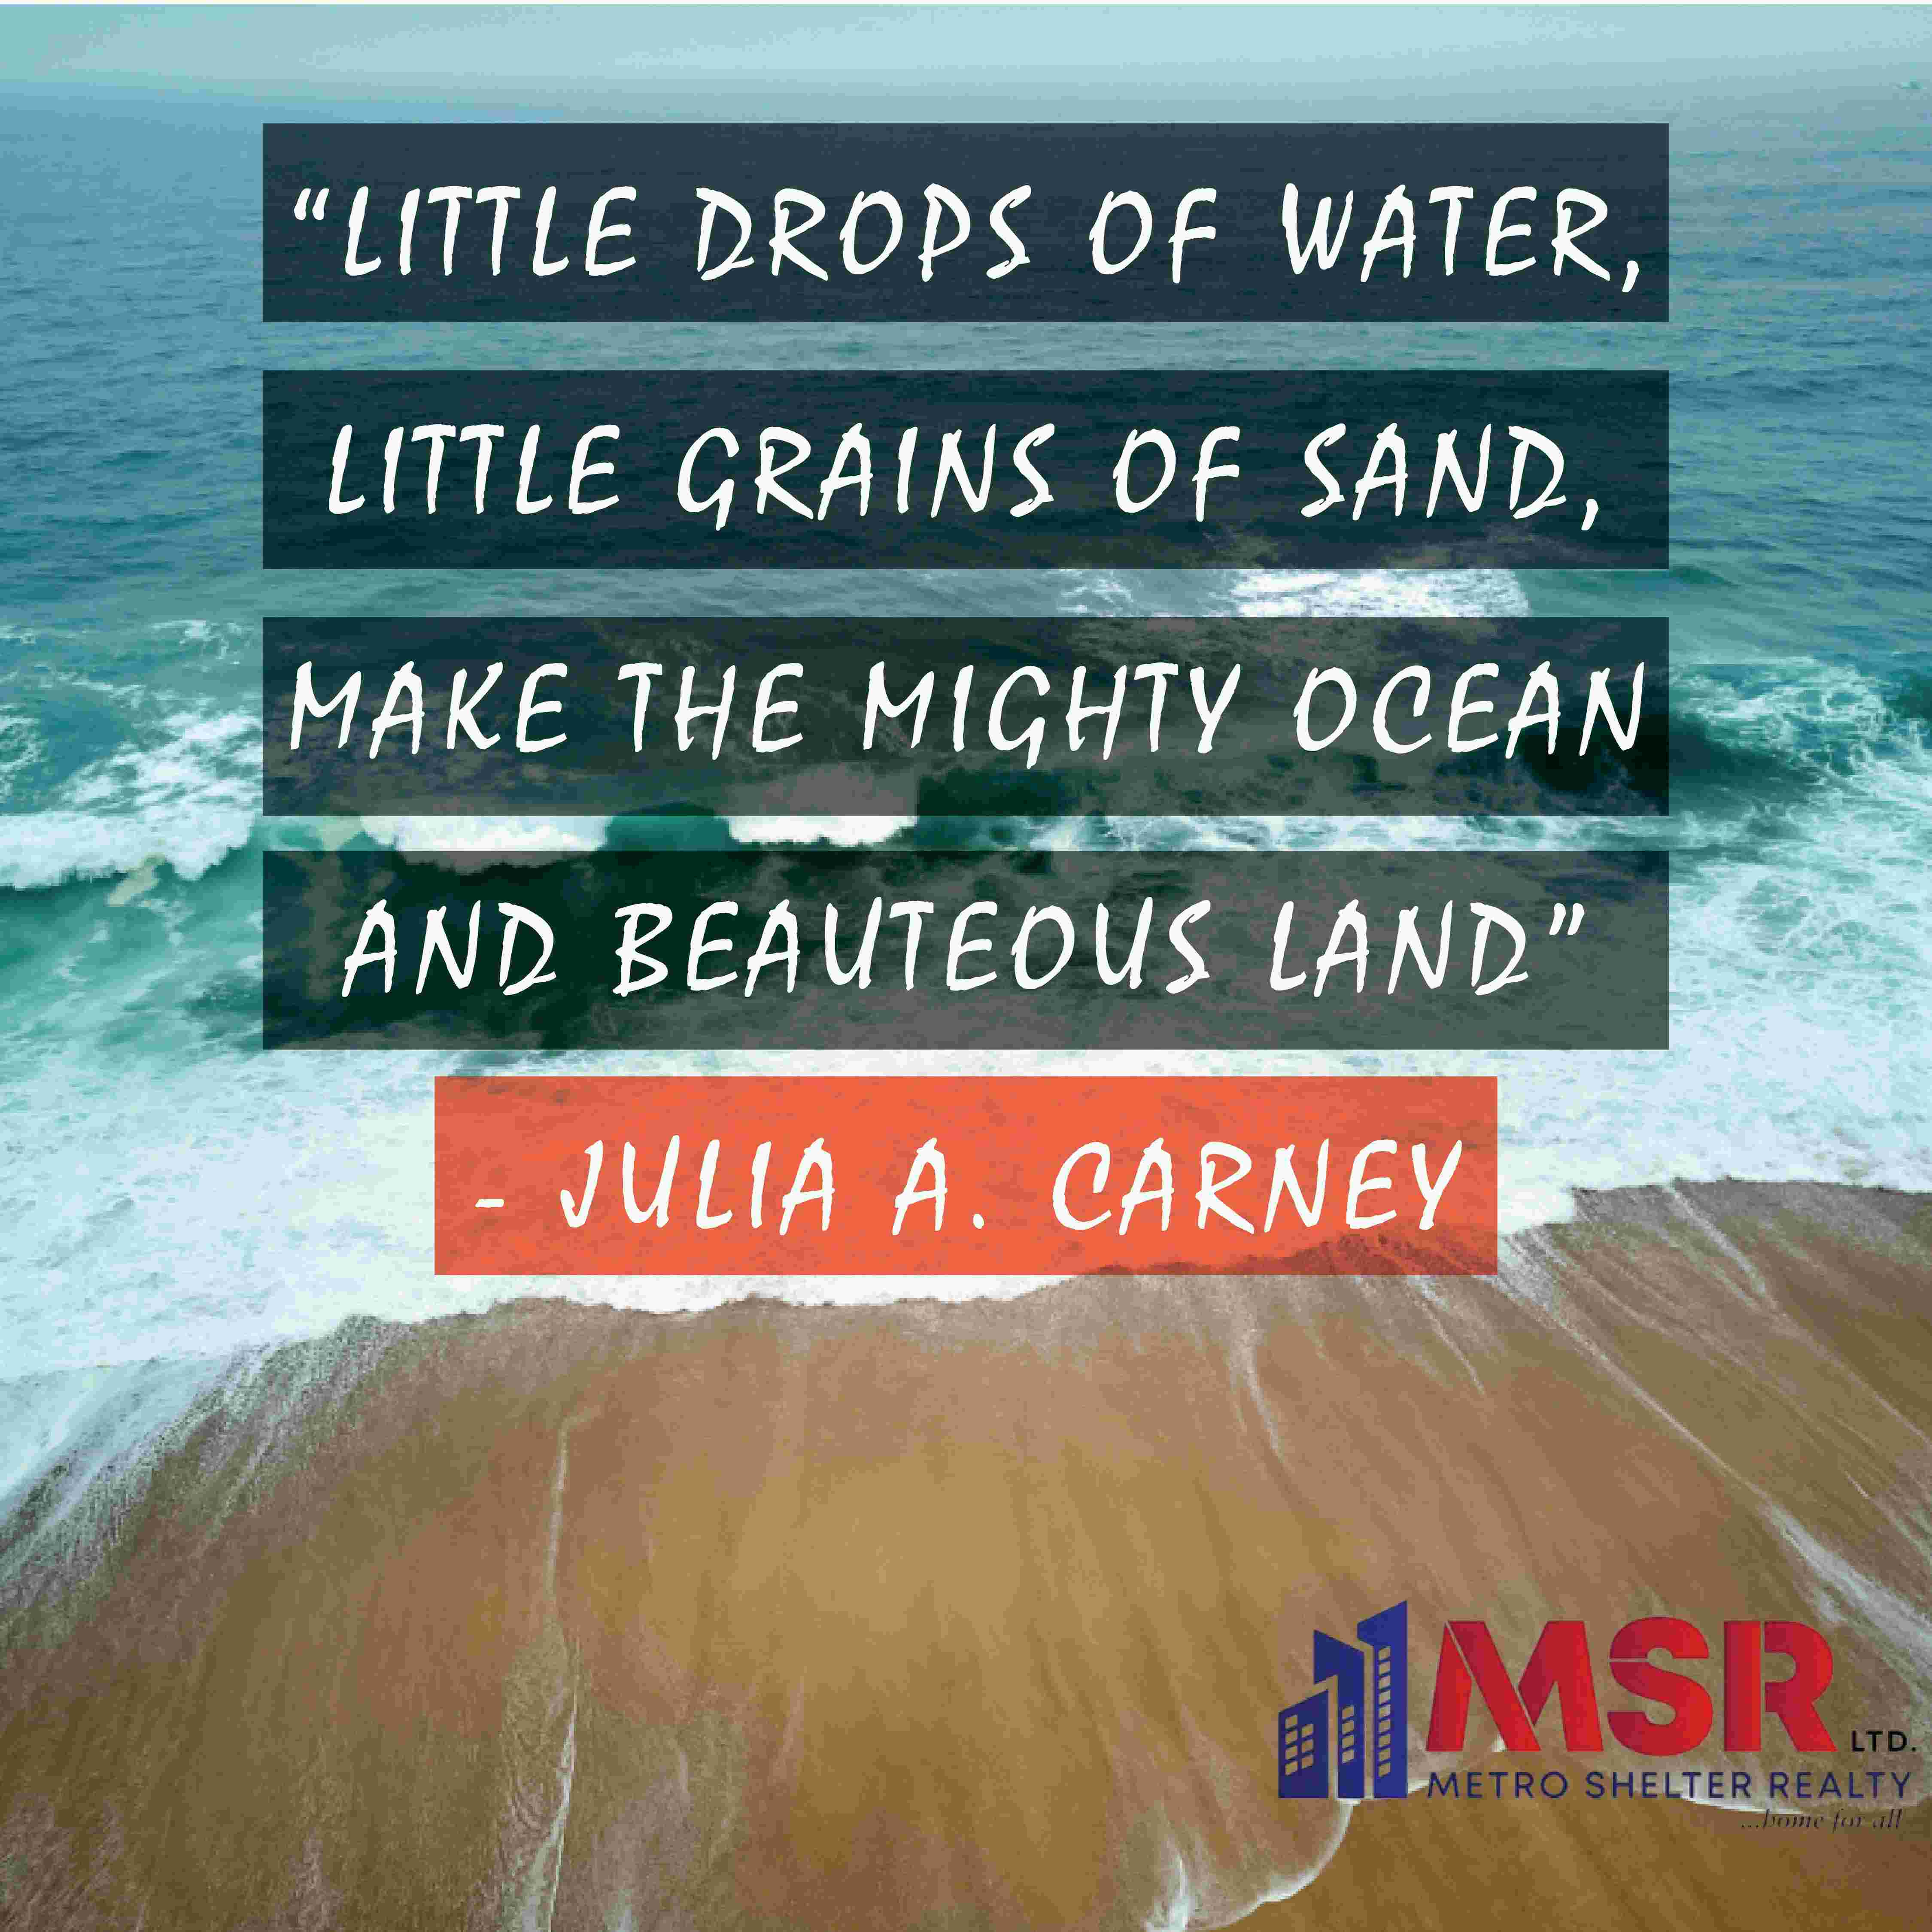 “LITTLE DROPS OF WATER,
LITTLE GRAINS OF SAND,
MAKE THE MIGHTY OCEAN
AND BEAUTEOUS LAND”
- JULIA A. CARNEY
MSR LTD.
METRO SHELTER REALTY
...home for all